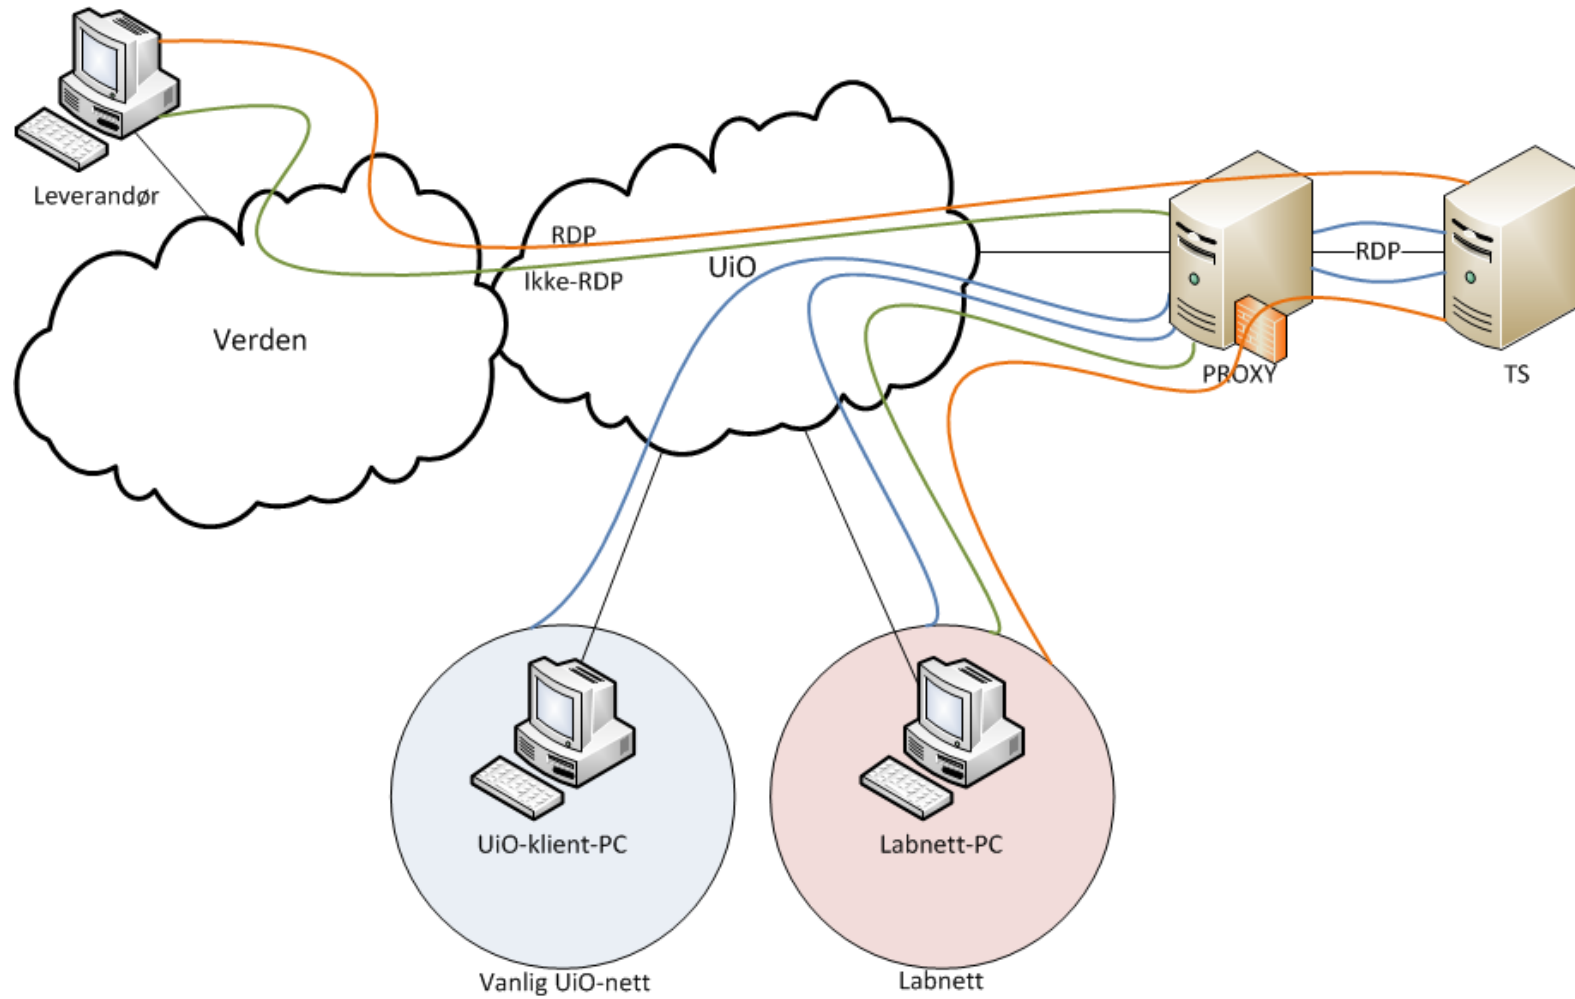 Leverandør
RDP
Ikke-RDP
UiO
RDP
Verden
PROXY
TS
UiO-klient-PC
Labnett-PC
Vanlig UiO-nett
Labnett